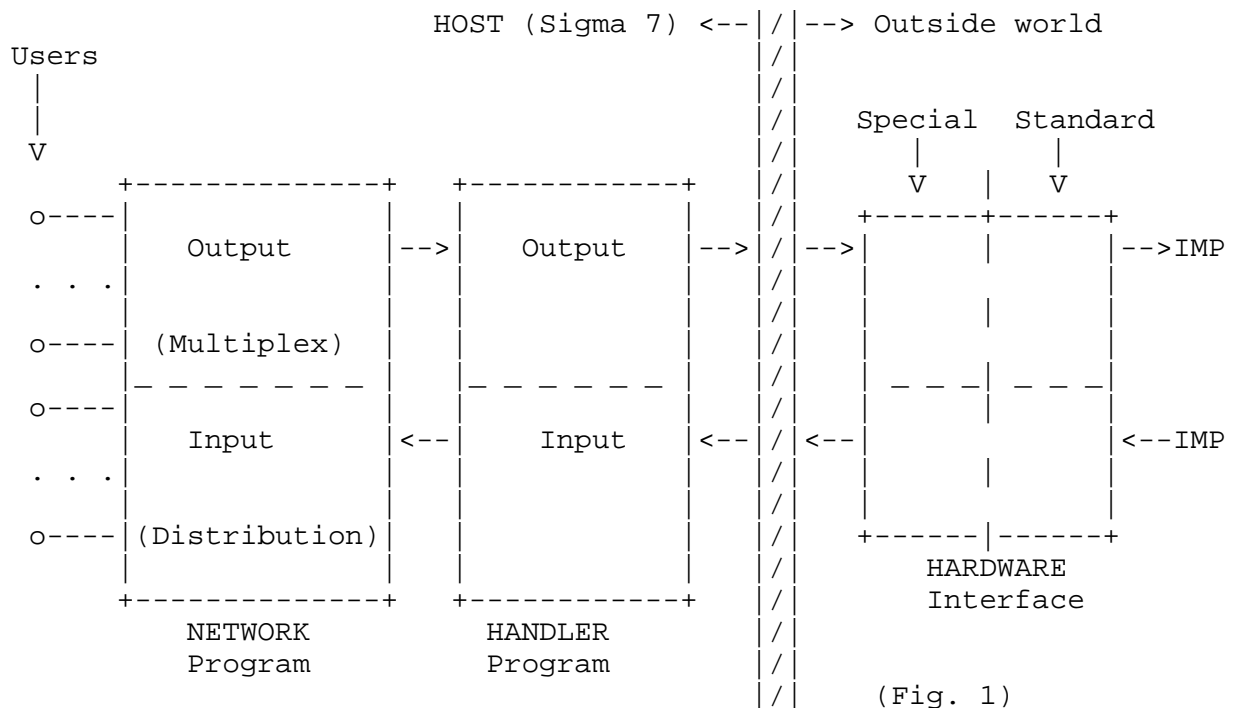 HOST (Sigma 7) <--|/|--> Outside world
Users
Special Standard
Output --> Output --> --> -->IMP
. . .
(Multiplex)
Input <-- Input <-- <-- <--IMP
. . .
(Distribution)
HARDWARE
Interface
NETWORK HANDLER
Program Program
(Fig. 1)